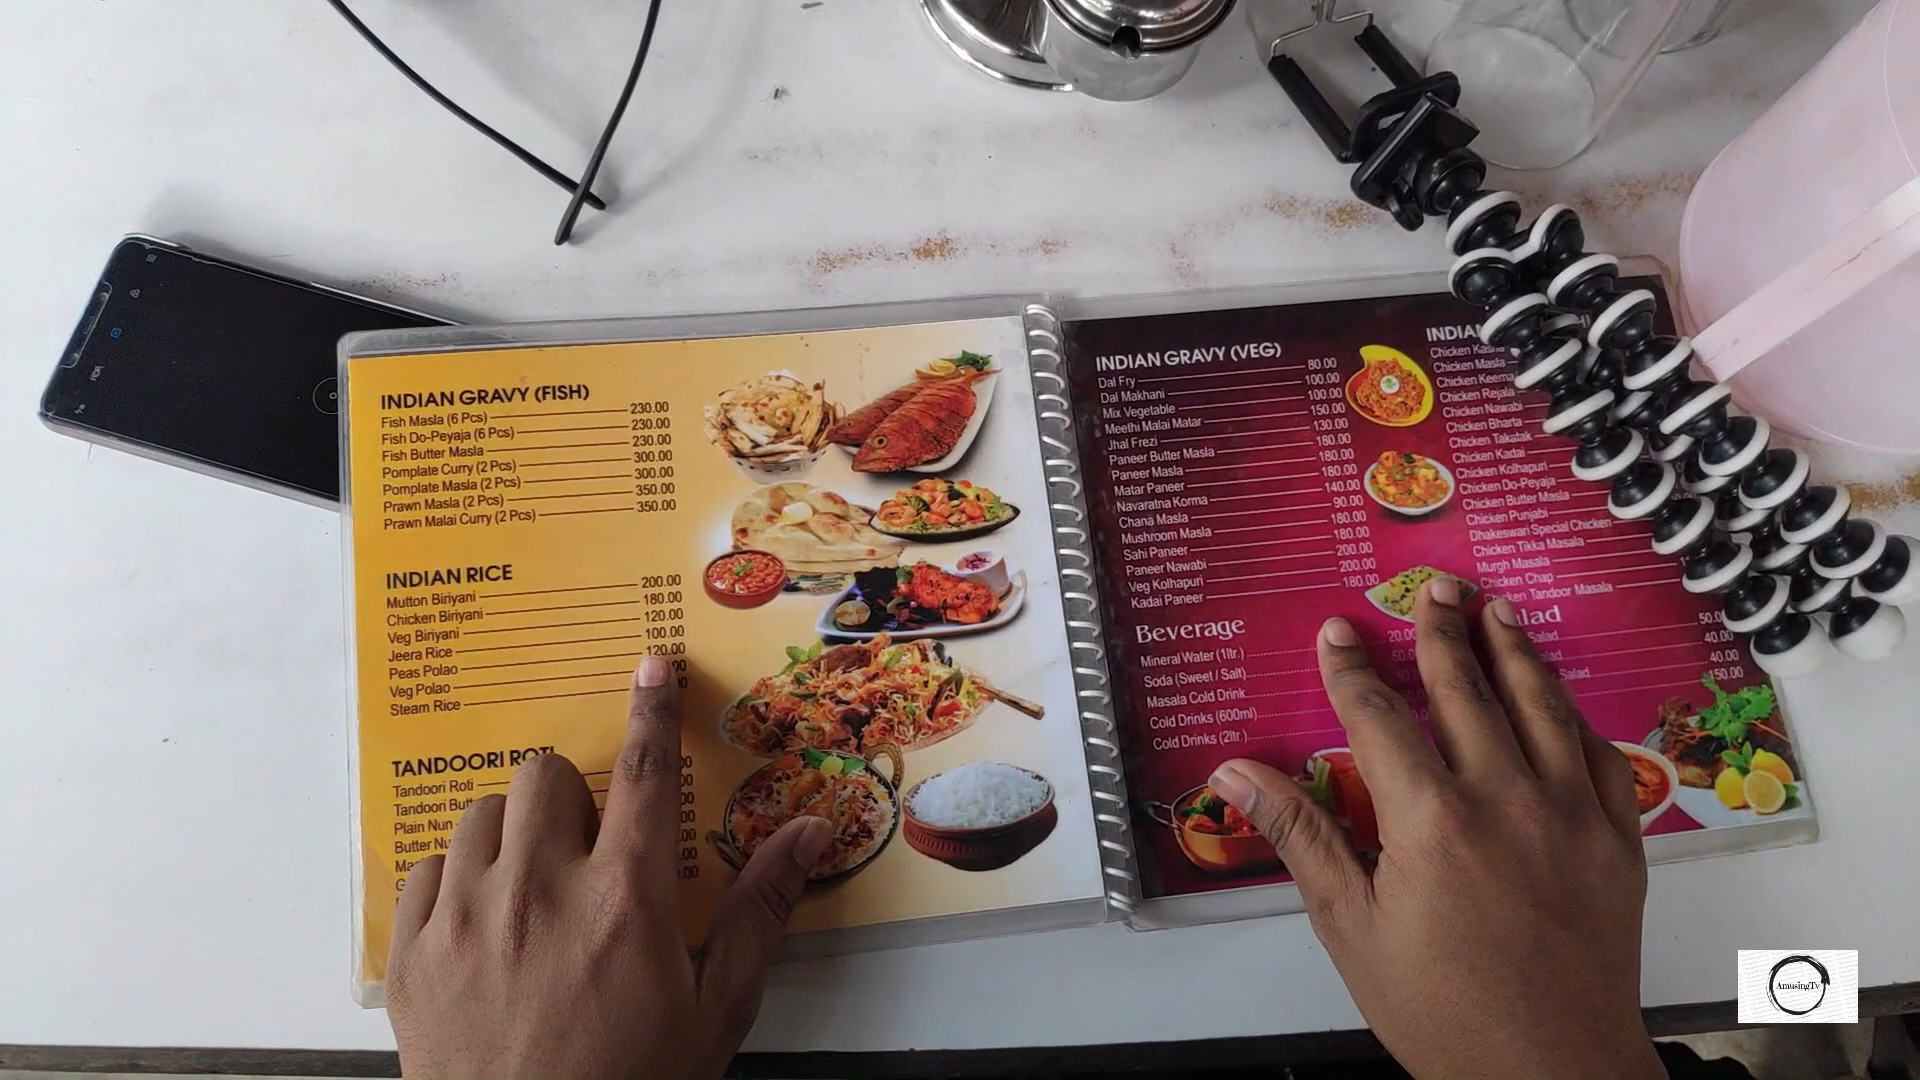 INDIAN GRAVY (FISH)
Fish Masla (6 Pcs) 230.00
Fish Do-Peyaja (6 Pcs) 230.00
Fish Butter Masla 230.00
Pomplate Curry (2 Pcs) 300.00
Pomplate Masla (2 Pcs) 300.00
Prawn Masla (2 Pcs) 350.00
Prawn Malai Curry (2 Pcs) 350.00
INDIAN RICE
Mutton Biriyani 200.00
Chicken Biriyani 180.00
Veg Biriyani 120.00
Jeera Rice 100.00
Peas Polao 120.00
Veg Polao
Steam Rice
TANDOORI ROTI
Tandoori Roti
Tandoori
Plain Nun
Butter
INDIAN GRAVY (VEG)
Dal Fry 80.00
Dal Makhani 100.00
Mix Vegetable 100.00
Meethi Malai Matar 150.00
Jhal Frezi 130.00
Paneer Butter Masla 180.00
Paneer Masla 180.00
Matar Paneer 180.00
Navaratna Korma 140.00
Chana Masla 90.00
Mushroom Masla 180.00
Sahi Paneer 180.00
Paneer Nawabi 200.00
Veg Kolhapuri 200.00
Kadai Paneer 180.00
Beverage
Mineral Water (1ltr.) 20.00
Soda (Sweet / Salt)
Masala Cold Drink
Cold Drinks (600ml)
Cold Drinks (2ltr.)
INDIAN
Chicken
Chicken Masla
Chicken Keema
Chicken Rejala
Chicken Nawabi
Chicken Bharta
Chicken Takatak
Chicken Kadai
Chicken Kolhapuri
Chicken Do-Peyaja
Chicken Butter Masla
Chicken Punjabi
Dhakeswari Special Chicken
Chicken Tikka Masala
Murgh Masala
Chicken Chap
Chicken Tandoor Masala
Salad 50.00
Salad 40.00
Salad 40.00
150.00
AmusingTv